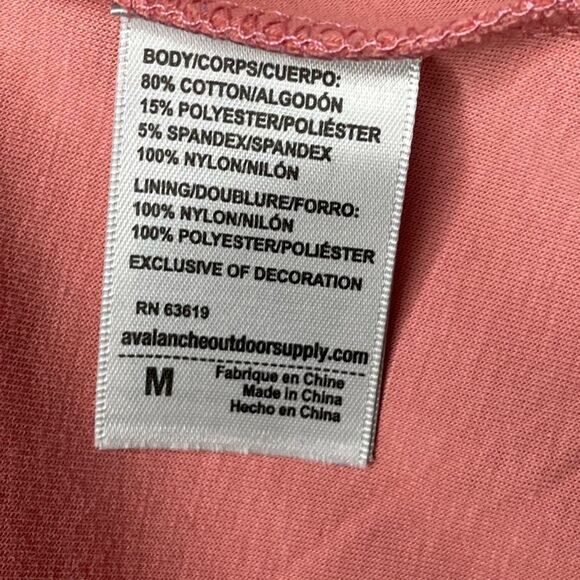 BODY/CORPS/CUERPO:
80% COTTON/ALGODÓN
15% POLYESTER/POLIÉSTER
5% SPANDEX/SPANDEX
100% NYLON/NILÓN
LINING/DOUBLURE/FORRO:
100% NYLON/NILÓN
100% POLYESTER/POLIÉSTER
EXCLUSIVE OF DECORATION
RN 63619
avalancheoutdoorsupply.com
M
Fabrique en Chine
Made in China
Hecho en China